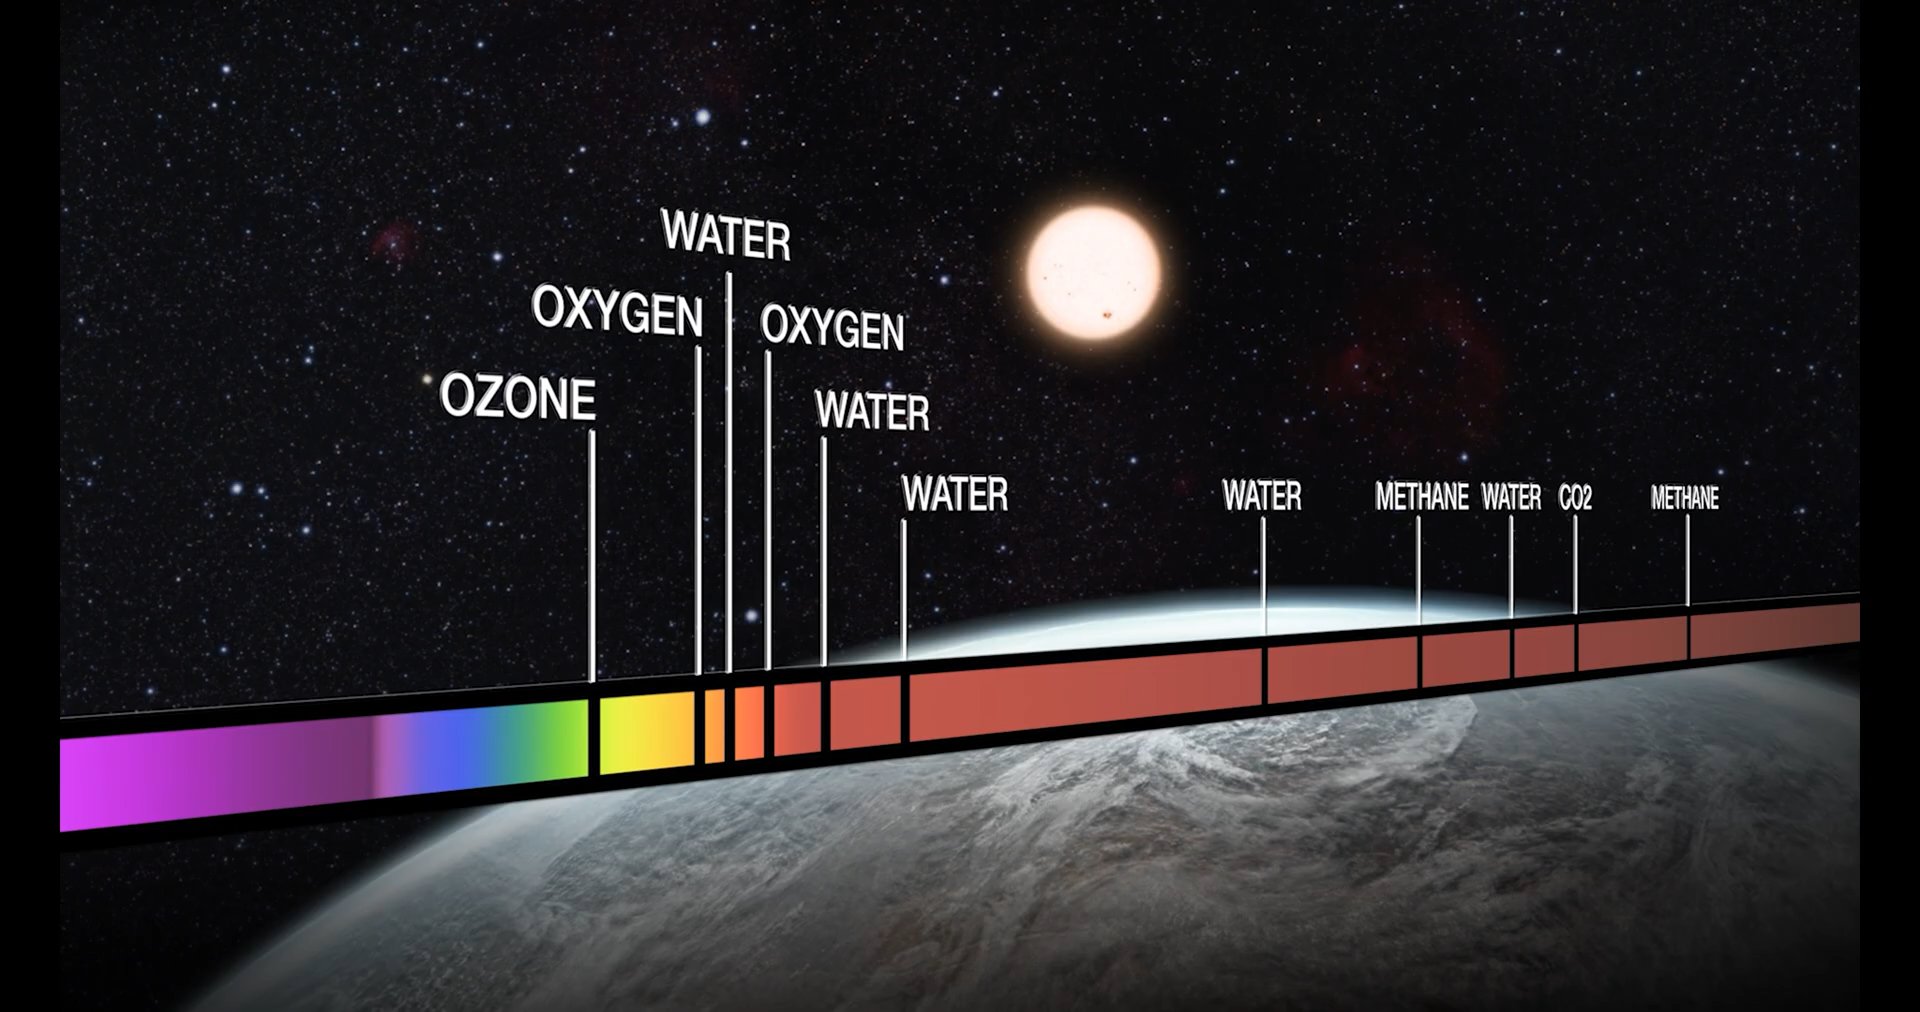 WATER
OXYGEN
OXYGEN
OZONE
WATER
WATER
WATER
METHANE
WATER
CO2
METHANE